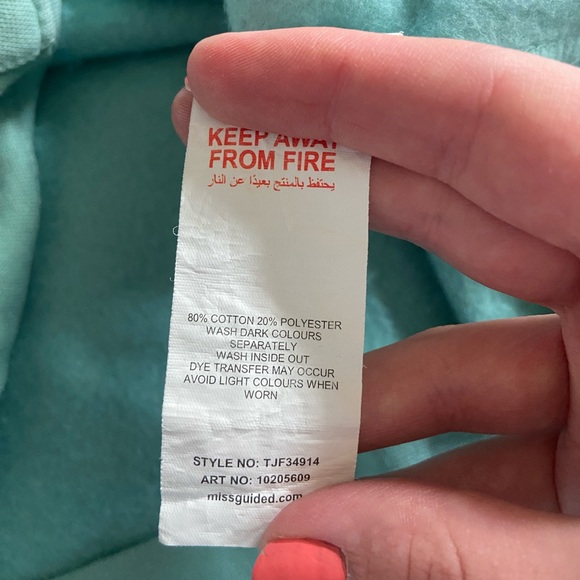 KEEP AWAY
FROM FIRE
يحتفظ بالمنتج بعيدًا عن النار
80% COTTON 20% POLYESTER
WASH DARK COLOURS
SEPARATELY
WASH INSIDE OUT
DYE TRANSFER MAY OCCUR
AVOID LIGHT COLOURS WHEN
WORN
STYLE NO: TJF34914
ART NO: 10205609
missguided.com